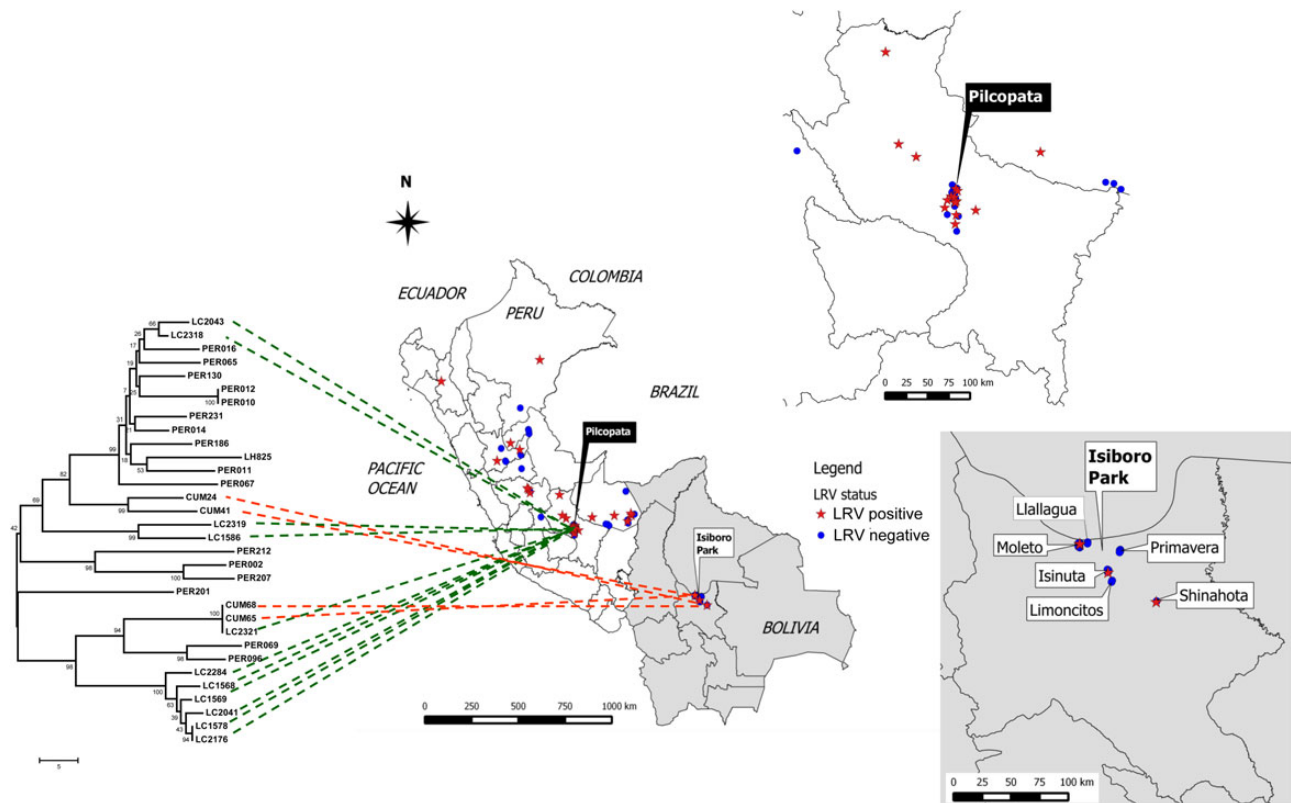 Pilcopata
0 25 50 75 100 km
N
COLOMBIA
ECUADOR
PERU
BRAZIL
PACIFIC
OCEAN
Pilcopata
Isiboro
Park
BOLIVIA
0 250 500 750 1000 km
Legend
LRV status
LRV positive
LRV negative
Isiboro
Park
Llallagua
Moleto
Primavera
Isinuta
Limoncitos
Shinahota
0 25 50 75 100 km
LC2043
LC2318
PER016
PER065
PER130
PER012
PER010
PER231
PER014
PER186
LH825
PER011
PER067
CUM24
CUM41
LC2319
LC1586
PER212
PER002
PER207
PER201
CUM68
CUM65
LC2321
PER069
PER096
LC2284
LC1568
LC1569
LC2041
LC1578
LC2176
66
26
17
19
7
25
100
31
21
18
53
99
82
69
99
99
42
98
100
100
94
98
98
100
63
39
43
94
5